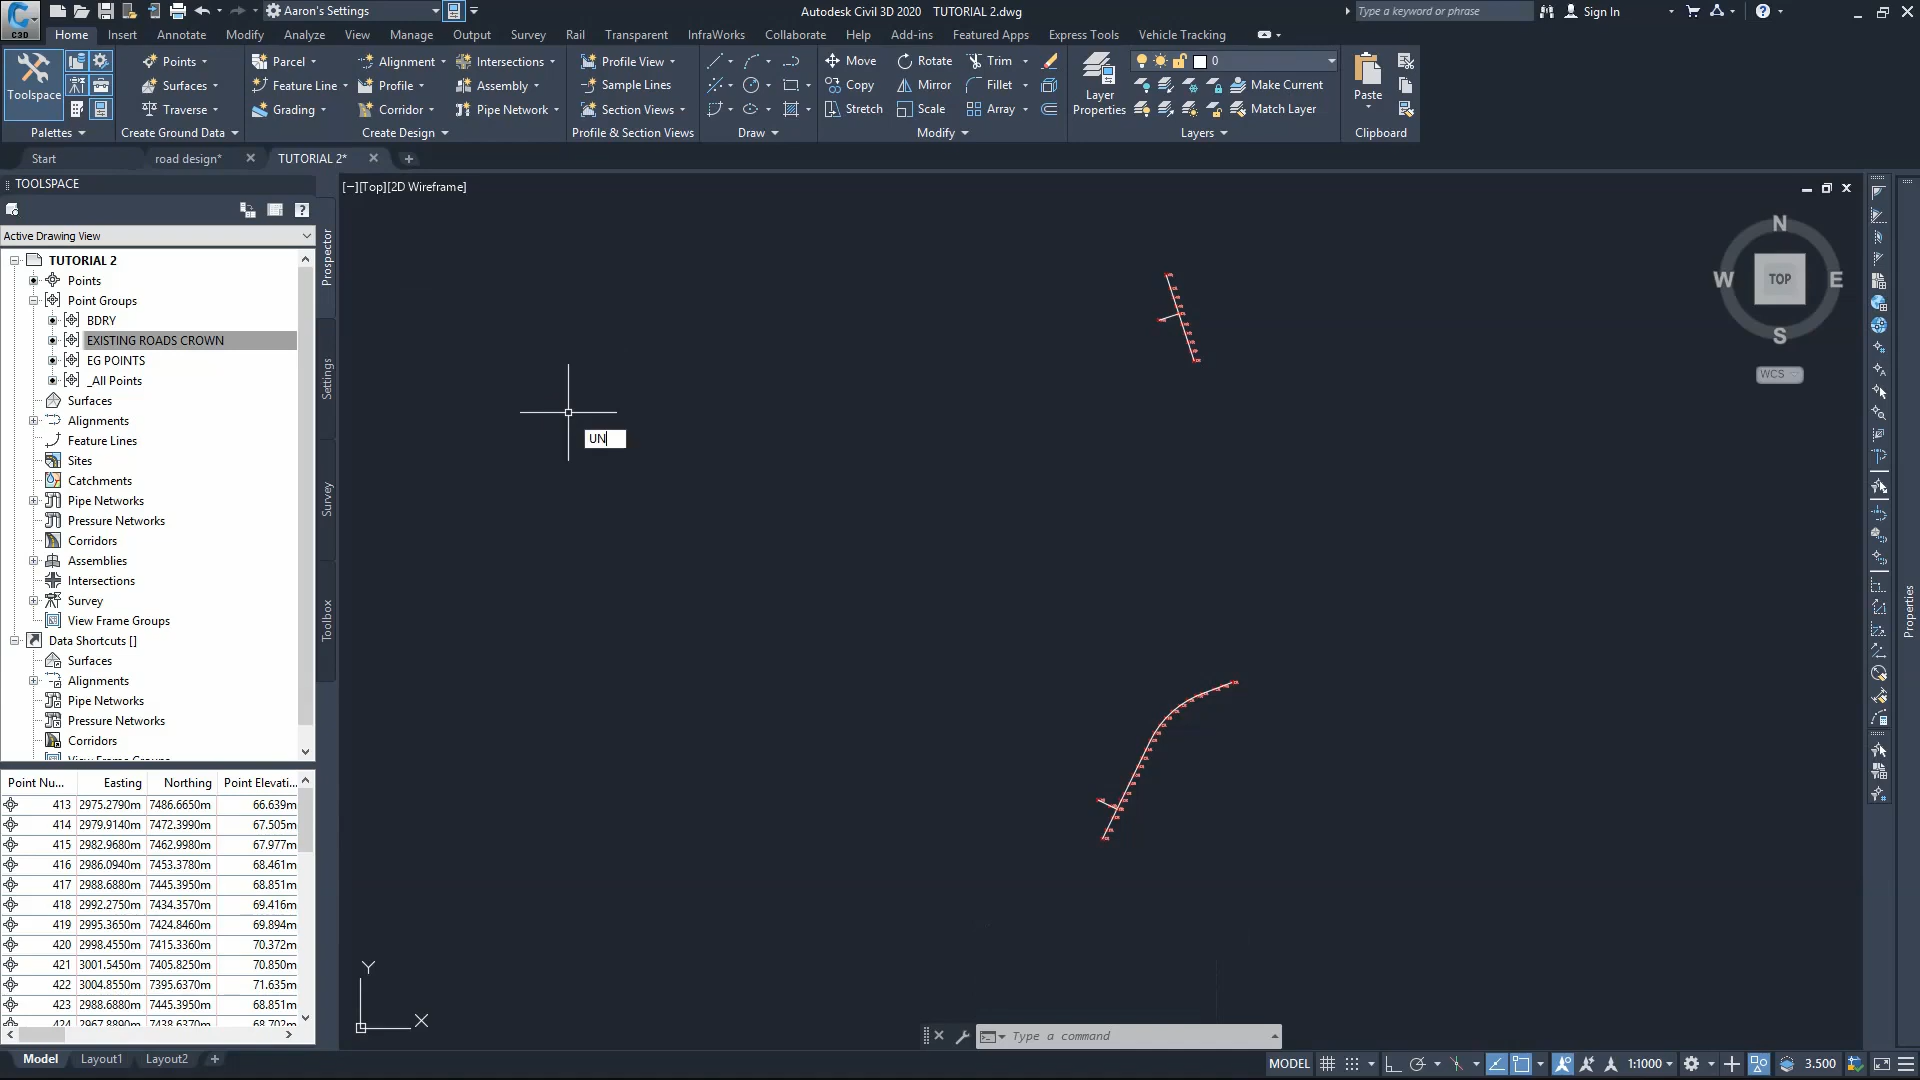 Aaron's Settings
Autodesk Civil 3D 2020 TUTORIAL 2.dwg
Type a keyword or phrase
Sign In
C3D
Home Insert Annotate Modify Analyze View Manage Output Survey Rail Transparent InfraWorks Collaborate Help Add-ins Featured Apps Express Tools Vehicle Tracking
Toolspace
Palettes
Points
Surfaces
Traverse
Create Ground Data
Parcel
Feature Line
Grading
Alignment
Profile
Corridor
Intersections
Assembly
Pipe Network
Create Design
Profile View
Sample Lines
Section Views
Profile & Section Views
Draw
Move
Copy
Stretch
Rotate
Mirror
Scale
Trim
Fillet
Array
Modify
Layer
Properties
0
Make Current
Match Layer
Layers
Paste
Clipboard
Start
road design*
TUTORIAL 2*
TOOLSPACE
[−][Top][2D Wireframe]
Active Drawing View
TUTORIAL 2
Points
Point Groups
BDRY
EXISTING ROADS CROWN
EG POINTS
_All Points
Surfaces
Alignments
Feature Lines
Sites
Catchments
Pipe Networks
Pressure Networks
Corridors
Assemblies
Intersections
Survey
View Frame Groups
Data Shortcuts []
Surfaces
Alignments
Pipe Networks
Pressure Networks
Corridors
Prospector
Settings
Survey
Toolbox
Point Nu... Easting Northing Point Elevati...
413 2975.2790m 7486.6650m 66.639m
414 2979.9140m 7472.3990m 67.505m
415 2982.9680m 7462.9980m 67.977m
416 2986.0940m 7453.3780m 68.461m
417 2988.6880m 7445.3950m 68.851m
418 2992.2750m 7434.3570m 69.416m
419 2995.3650m 7424.8460m 69.894m
420 2998.4550m 7415.3360m 70.372m
421 3001.5450m 7405.8250m 70.850m
422 3004.8550m 7395.6370m 71.635m
423 2988.6880m 7445.3950m 68.851m
424 2967.8890m 7438.6370m 68.702m
UN
N
W TOP E
S
WCS
Properties
Y
X
Type a command
Model Layout1 Layout2
MODEL
1:1000
3.500